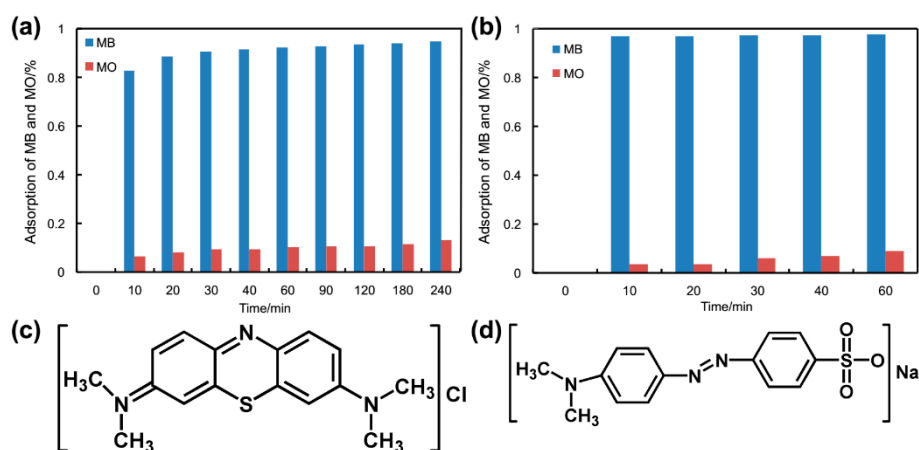 (a)
Adsorption of MB and MO/%
1
0.8
0.6
0.4
0.2
0
MB
MO
0 10 20 30 40 60 90 120 180 240
Time/min
(b)
Adsorption of MB and MO/%
1
0.8
0.6
0.4
0.2
0
MB
MO
0 10 20 30 40 60
Time/min
(c)
N
H₃C
N
CH₃
S
N
CH₃
CH₃
Cl
(d)
H₃C
N
CH₃
N
N
O
S
O
O
Na